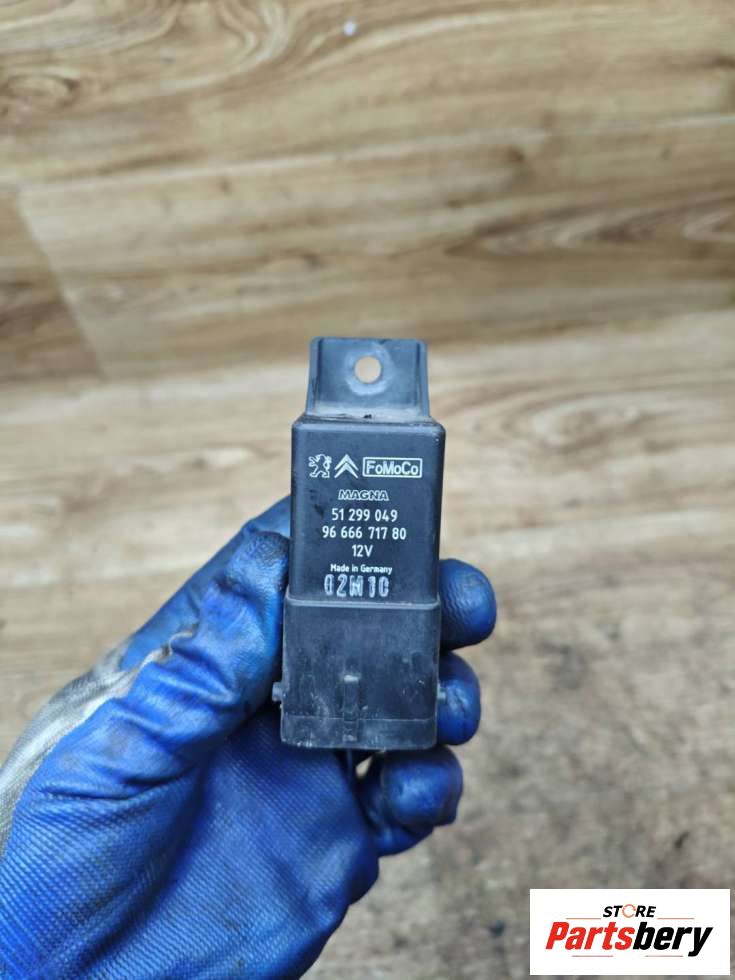 FoMoCo
MAGNA
51 299 049
96 666 717 80
12V
Made in Germany
02M10
STORE
Partsbery